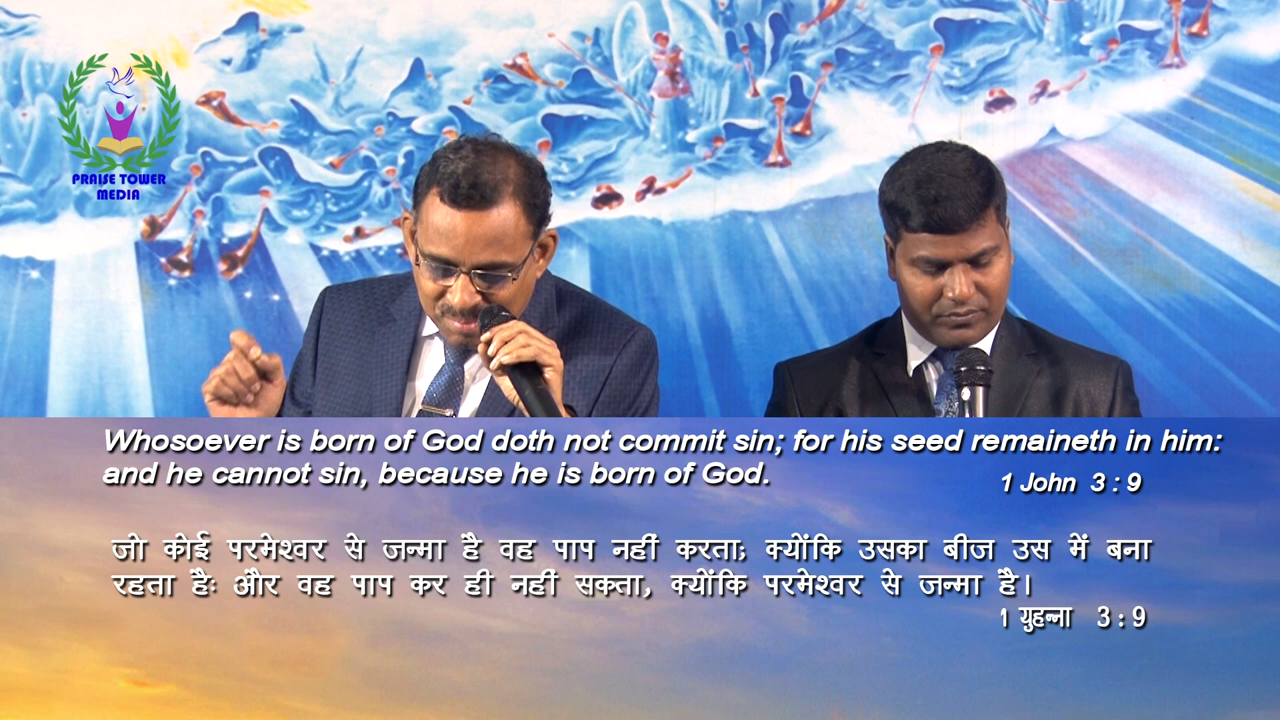 PRAISE TOWER
MEDIA
Whosoever is born of God doth not commit sin; for his seed remaineth in him:
and he cannot sin, because he is born of God.
1 John 3 : 9
जो कोई परमेश्वर से जन्मा है वह पाप नहीं करता; क्योंकि उसका बीज उस में बना
रहता हैः और वह पाप कर ही नहीं सकता, क्योंकि परमेश्वर से जन्मा है।
1 युहन्ना 3 : 9